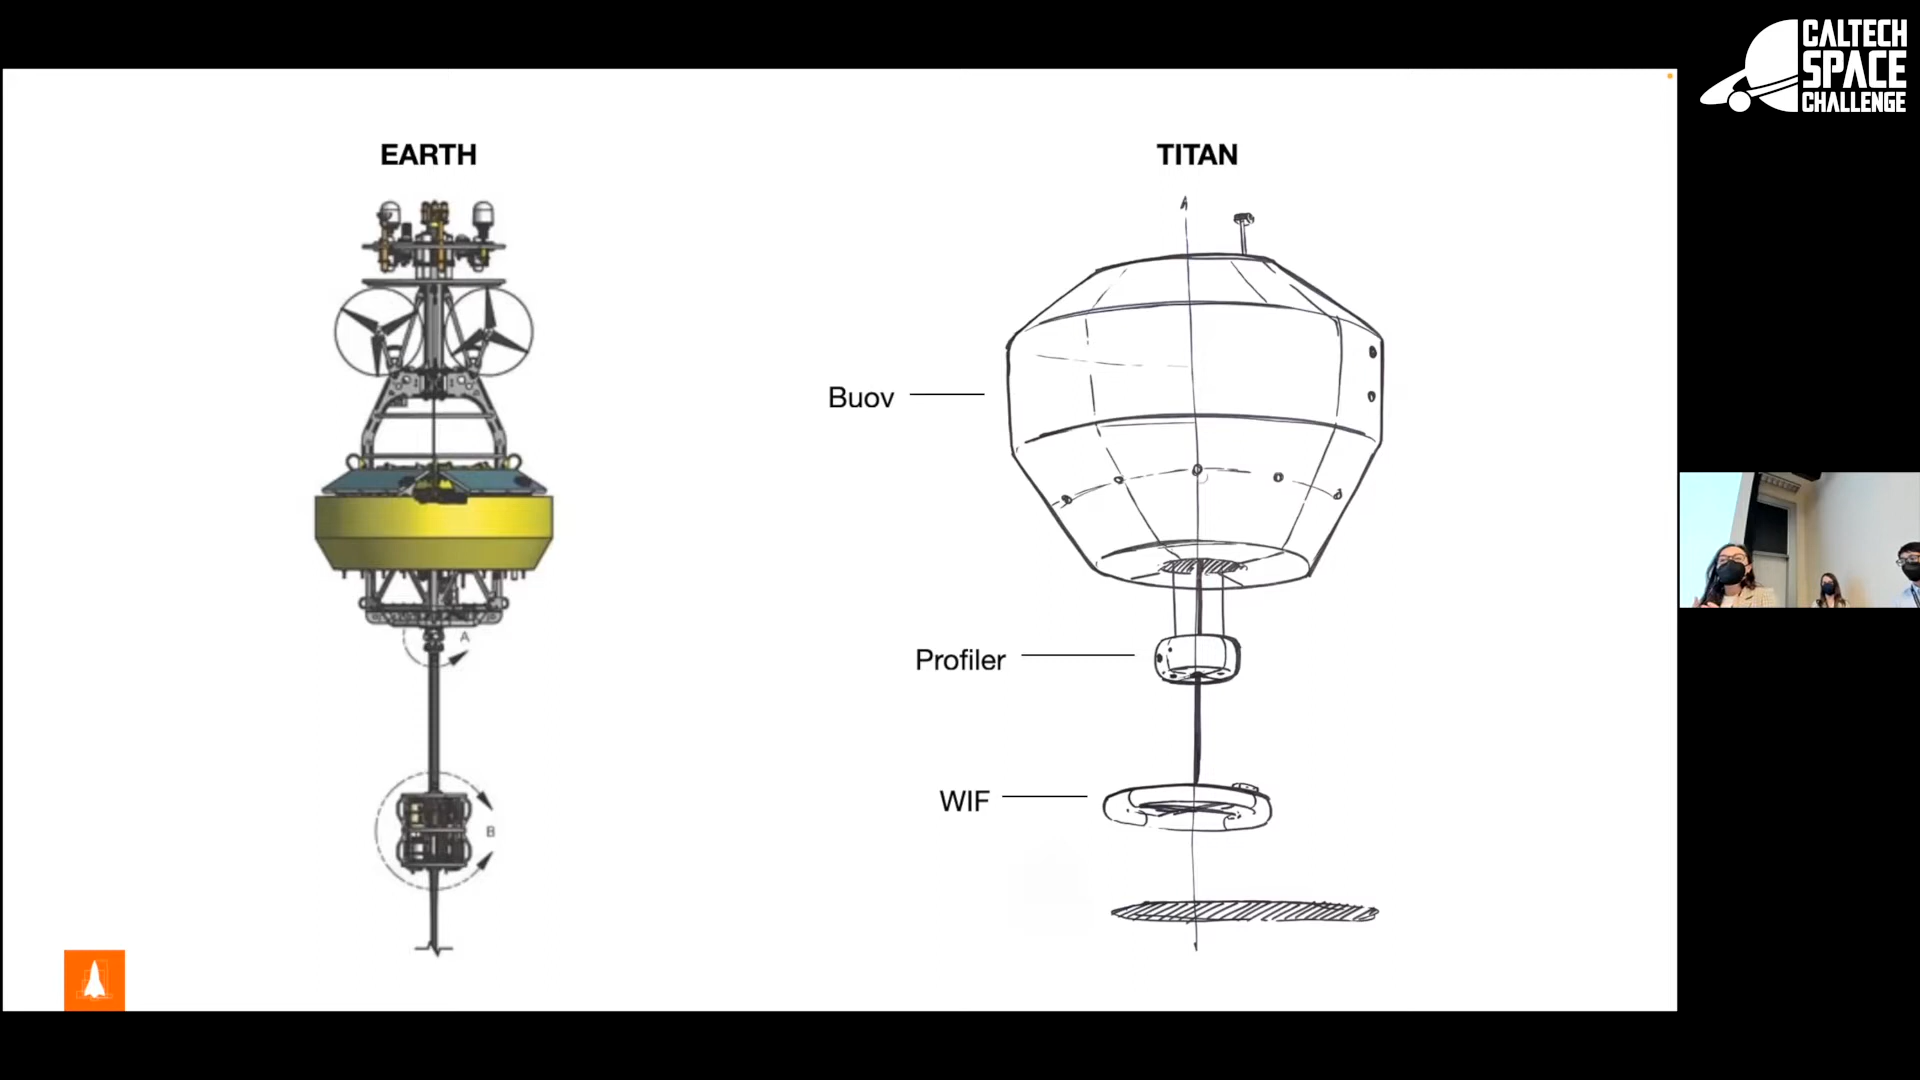 CALTECH
SPACE
CHALLENGE
EARTH
TITAN
Buov
A
Profiler
WIF
B